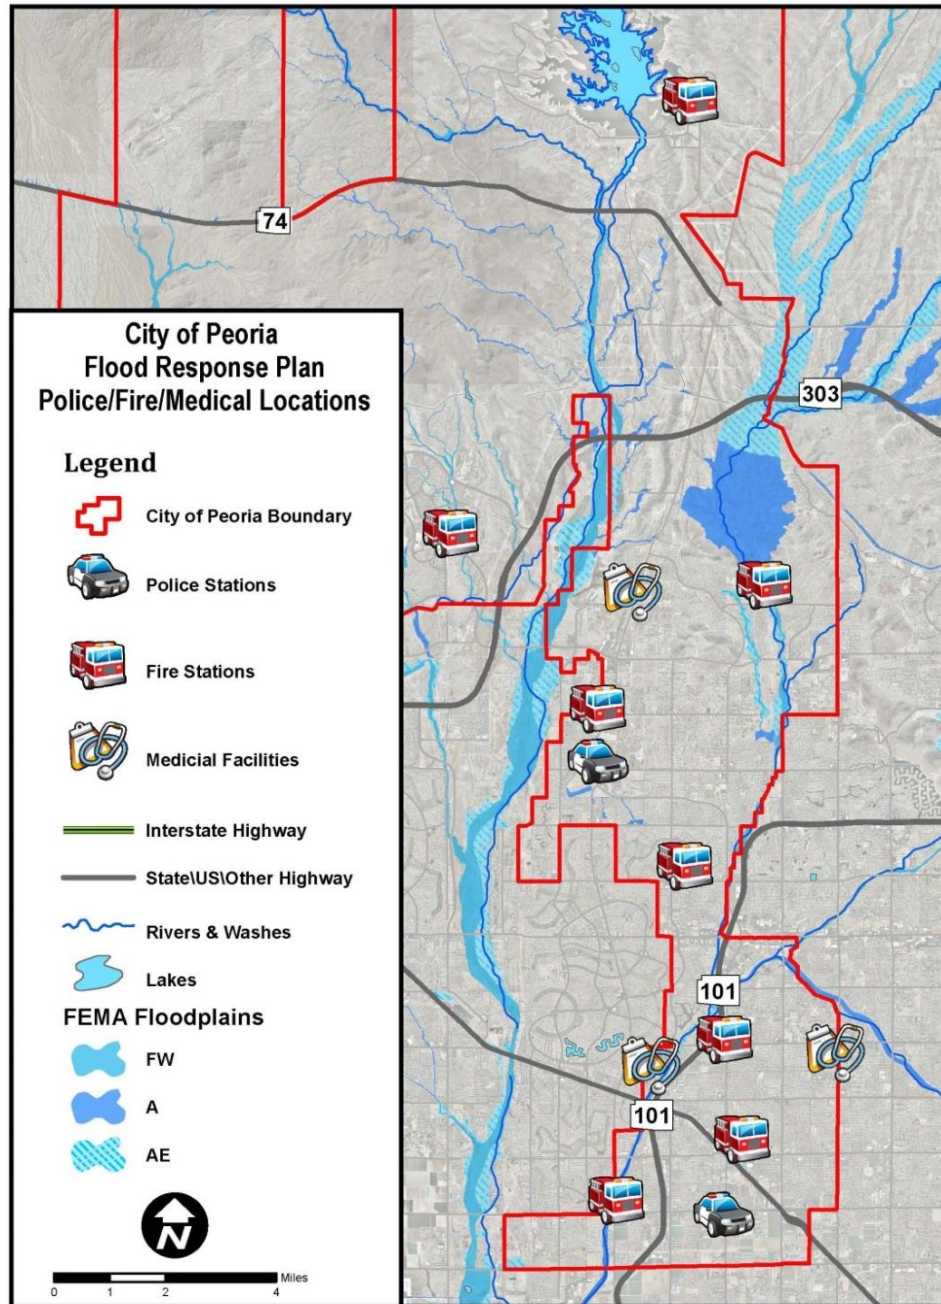 74
303
City of Peoria
Flood Response Plan
Police/Fire/Medical Locations
Legend
City of Peoria Boundary
Police Stations
Fire Stations
Medicial Facilities
Interstate Highway
State\US\Other Highway
Rivers & Washes
Lakes
FEMA Floodplains
FW
A
AE
N
Miles
0 1 2 4
101
101